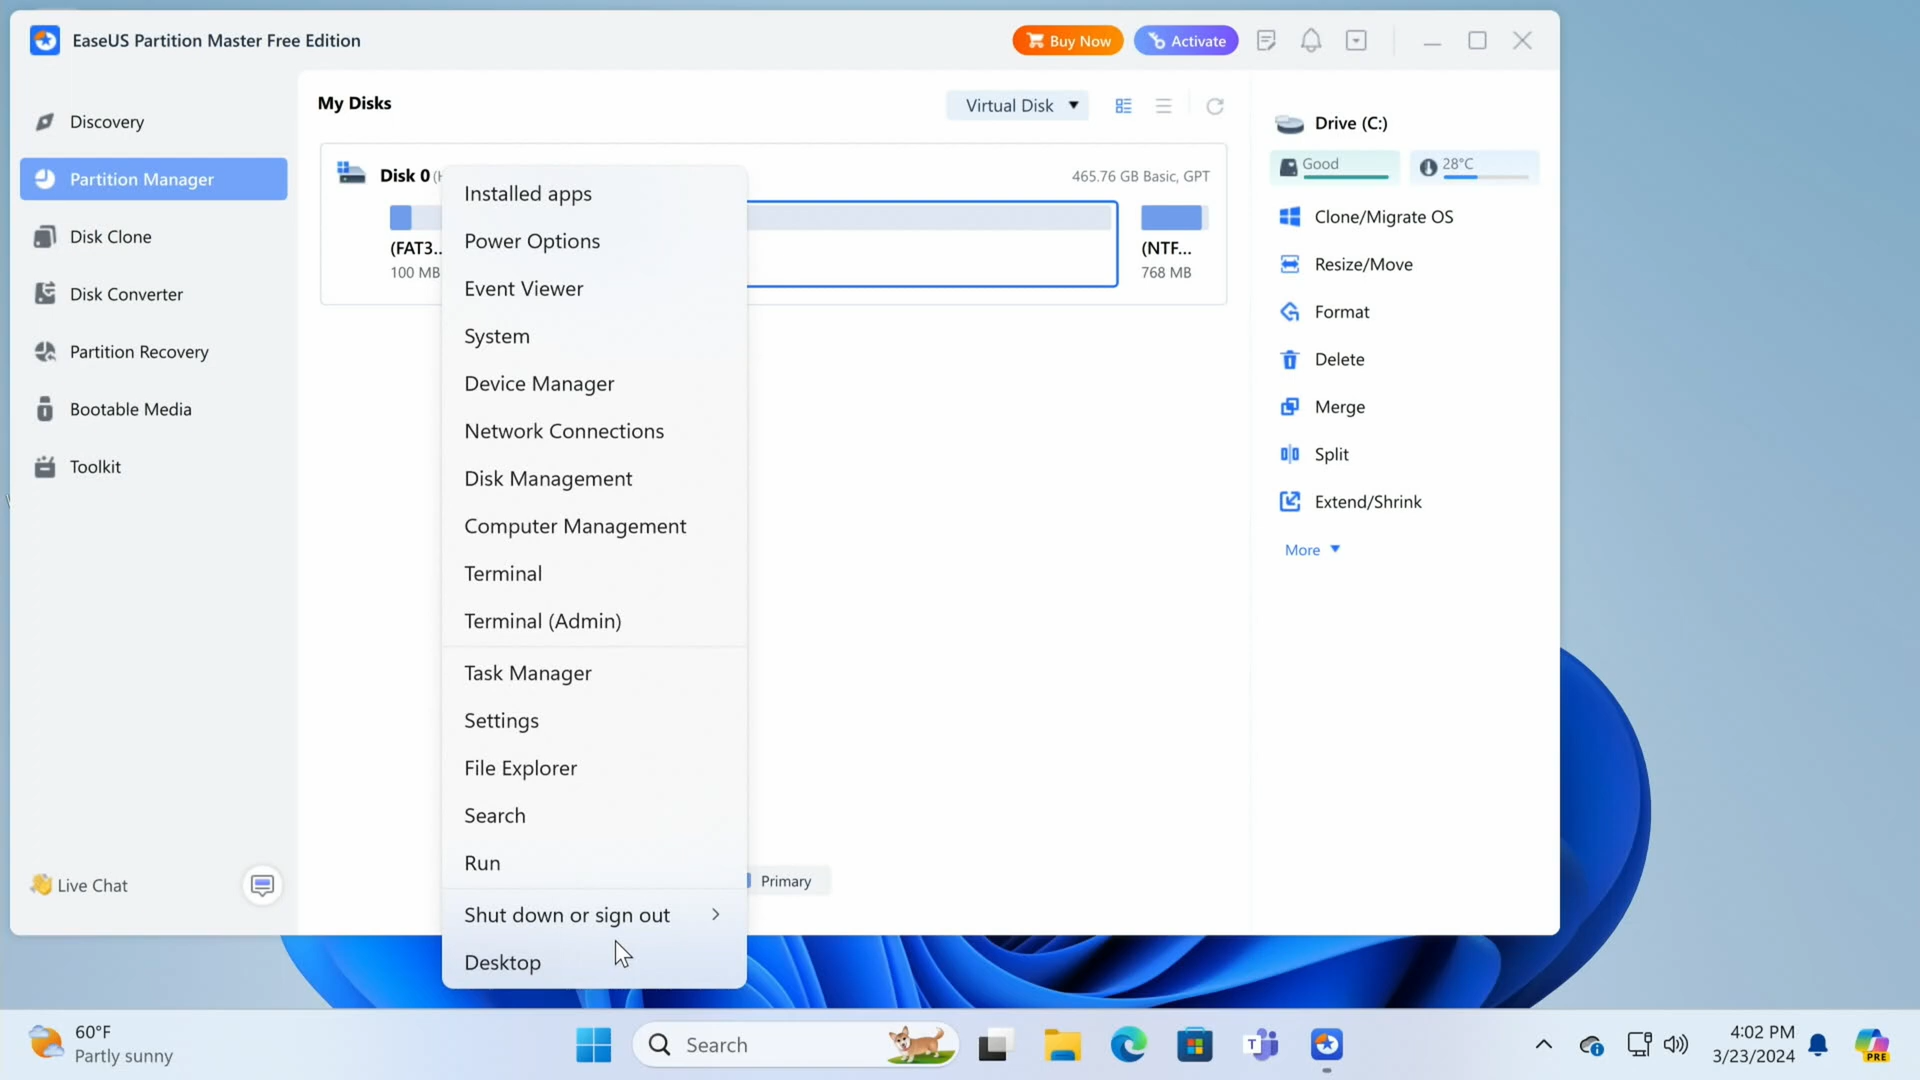 EaseUS Partition Master Free Edition
Buy Now
Activate
Discovery
Partition Manager
Disk Clone
Disk Converter
Partition Recovery
Bootable Media
Toolkit
Live Chat
My Disks
Virtual Disk
Disk 0 (H
465.76 GB Basic, GPT
(FAT3..
100 MB
(NTF...
768 MB
Primary
Installed apps
Power Options
Event Viewer
System
Device Manager
Network Connections
Disk Management
Computer Management
Terminal
Terminal (Admin)
Task Manager
Settings
File Explorer
Search
Run
Shut down or sign out
Desktop
Drive (C:)
Good
28°C
Clone/Migrate OS
Resize/Move
Format
Delete
Merge
Split
Extend/Shrink
More
60°F
Partly sunny
Search
T
4:02 PM
3/23/2024
PRE